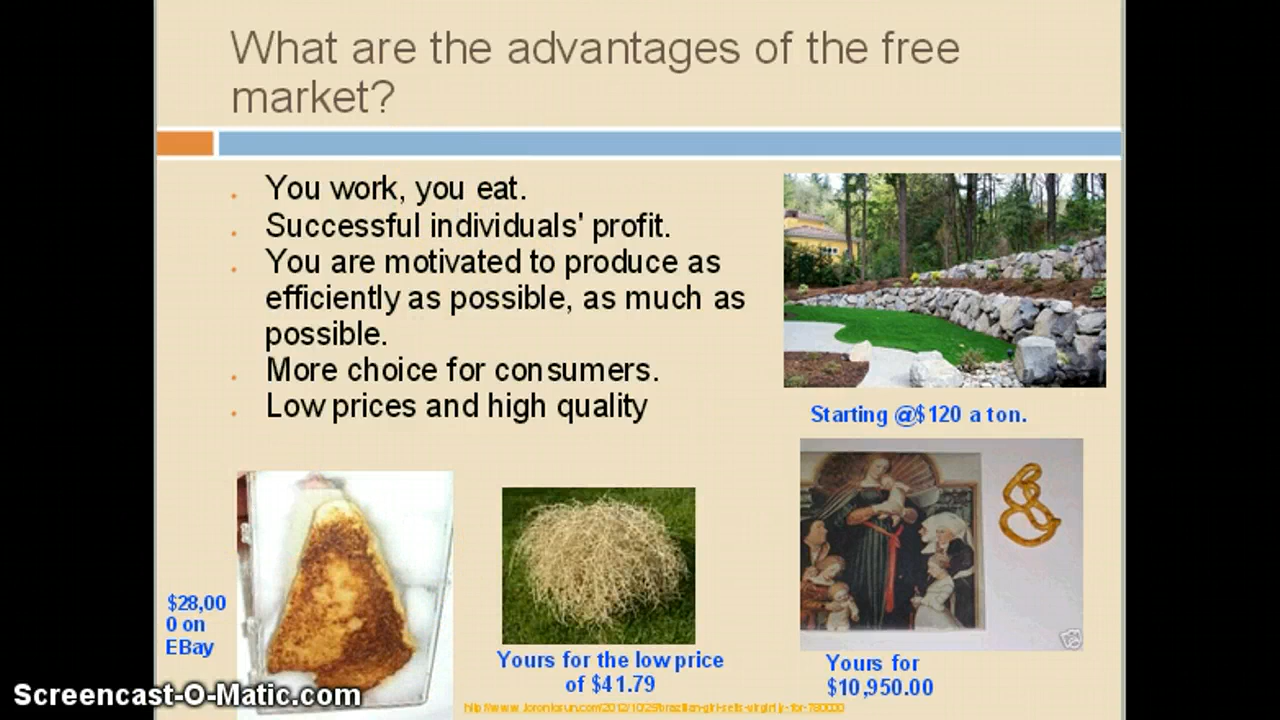 What are the advantages of the free
market?
You work, you eat.
Successful individuals' profit.
You are motivated to produce as
efficiently as possible, as much as
possible.
More choice for consumers.
Low prices and high quality
Starting @$120 a ton.
$28,00
0 on
EBay
Yours for the low price
of $41.79
Yours for
$10,950.00
Screencast-O-Matic.com